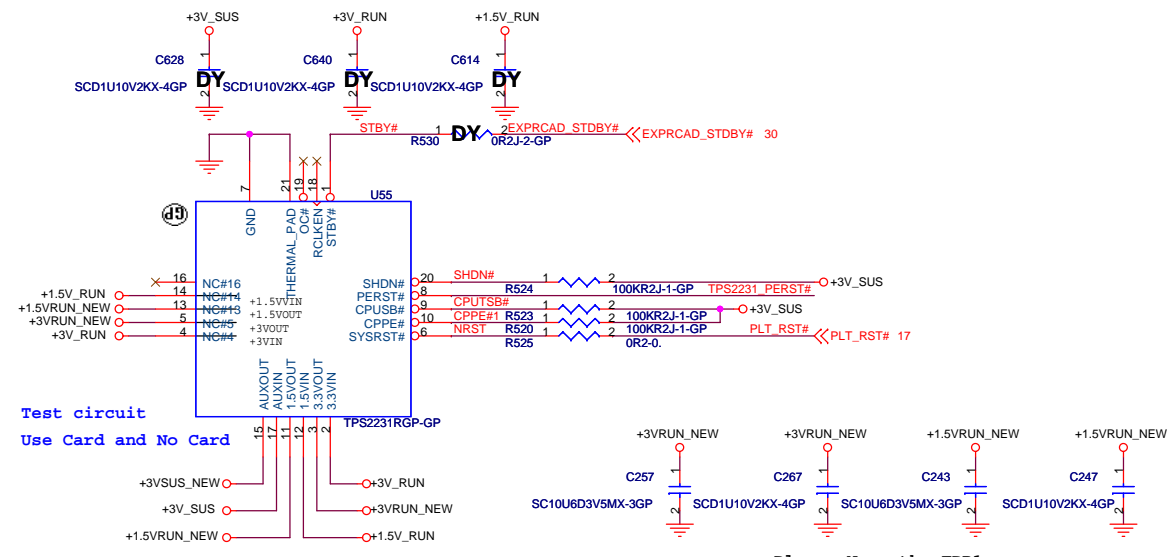 +3V_SUS +3V_RUN +1.5V_RUN
1 C628 1 C640 1 C614
SCD1U10V2KX-4GP DY SCD1U10V2KX-4GP DY SCD1U10V2KX-4GP DY
2 2 2
STBY# 1 DY 2 EXPRCAD_STDBY# EXPRCAD_STDBY# 30
R530 0R2J-2-GP
7 21 19 18 1 U55
GP
GND THERMAL_PAD OC# RCLKEN STBY#
16 NC#16 SHDN# 20 SHDN# 1 2 +3V_SUS
R524 100KR2J-1-GP
+1.5V_RUN 14 NC#14 +1.5VVIN PERST# 8 TPS2231_PERST#
+1.5VRUN_NEW 13 NC#13 +1.5VOUT CPUSB# 9 CPUTSB# 1 2 +3V_SUS
R523 100KR2J-1-GP
+3VRUN_NEW 5 NC#5 +3VOUT CPPE# 10 CPPE#1 1 2
R520 100KR2J-1-GP
+3V_RUN 4 NC#4 +3VIN SYSRST# 6 NRST 1 2 PLT_RST# PLT_RST# 17
R525 0R2-0.
AUXOUT AUXIN 1.5VOUT 1.5VIN 3.3VOUT 3.3VIN
Test circuit
Use Card and No Card
TPS2231RGP-GP
15 17 11 12 3 2
+3VSUS_NEW +3V_RUN
+3V_SUS +3VRUN_NEW
+1.5VRUN_NEW +1.5V_RUN
+3VRUN_NEW +3VRUN_NEW +1.5VRUN_NEW +1.5VRUN_NEW
1 C257 1 C267 1 C243 1 C247
SC10U6D3V5MX-3GP SCD1U10V2KX-4GP SC10U6D3V5MX-3GP SCD1U10V2KX-4GP
2 2 2 2